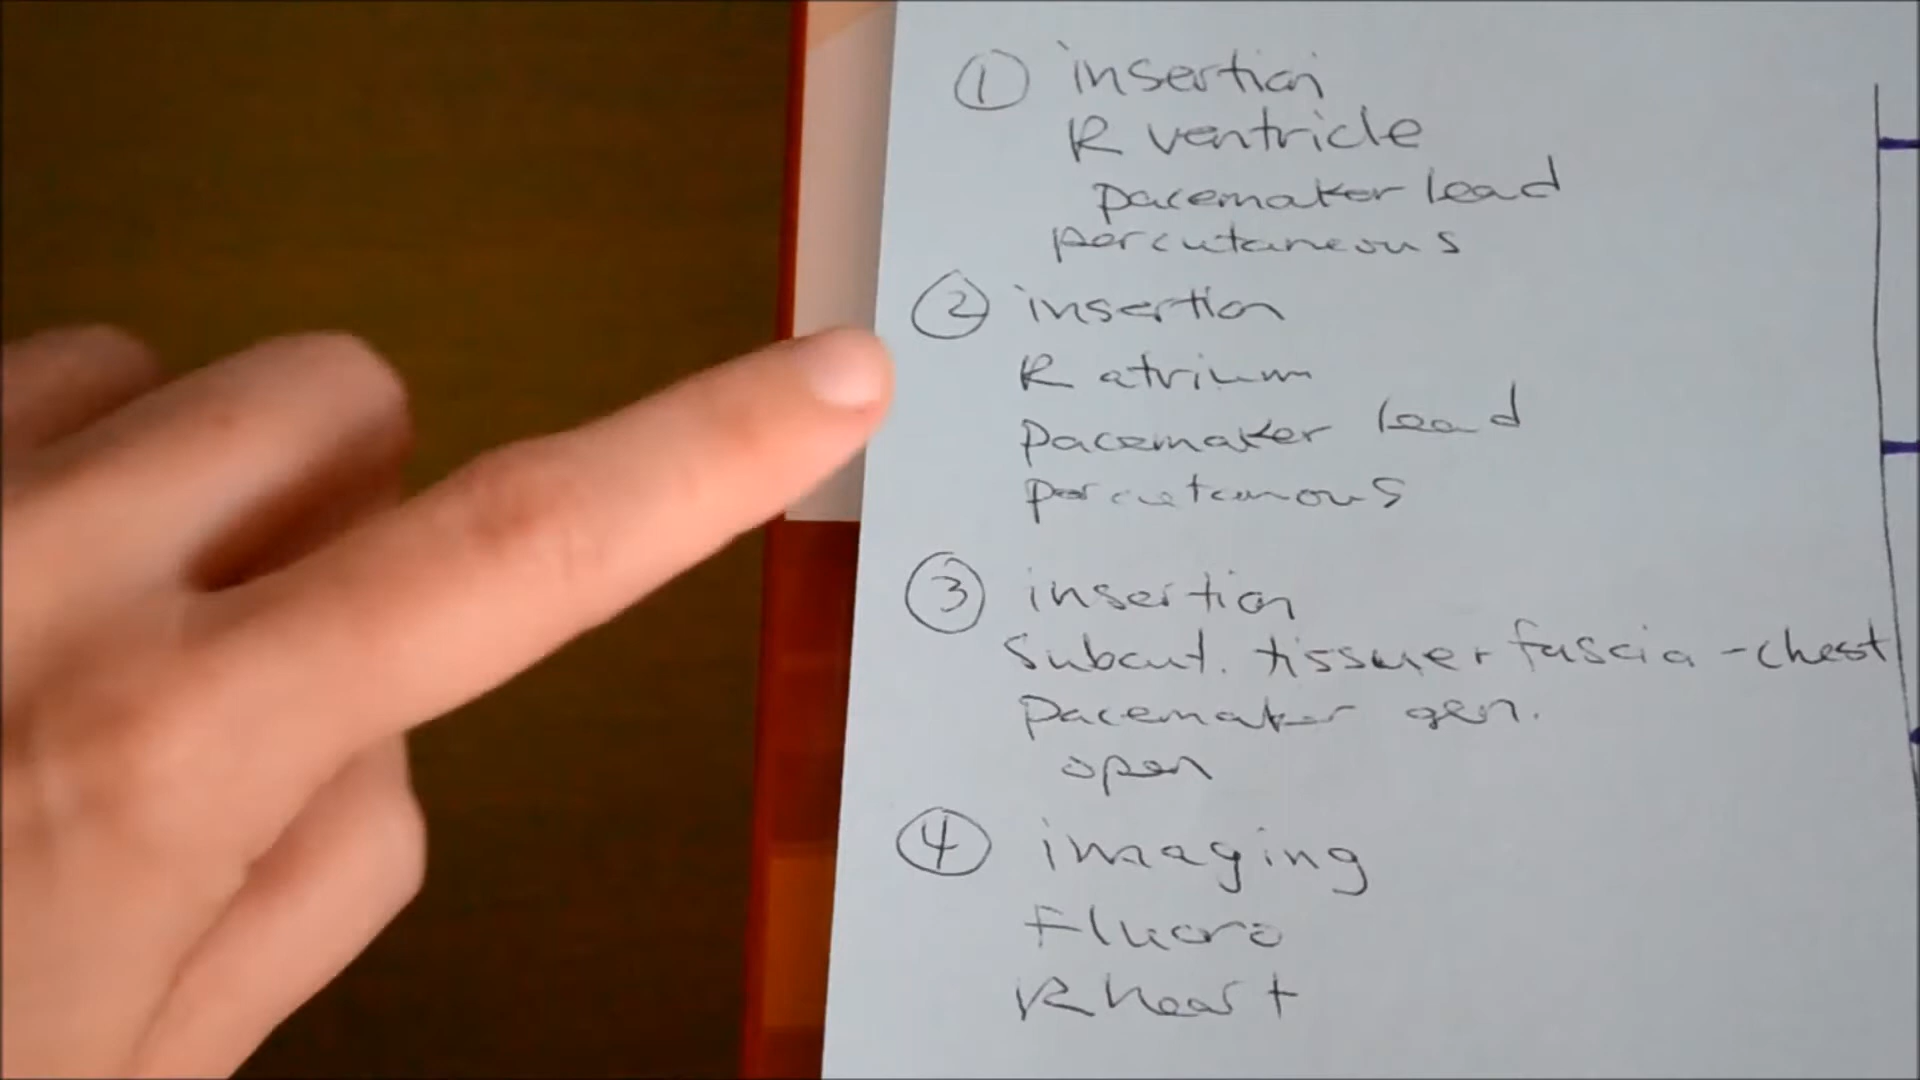 ① insertion
R ventricle
pacemaker lead
percutaneous
② insertion
R atrium
pacemaker lead
percutanous
③ insertion
Subcut. tissue + fascia - chest
pacemaker gen.
open
④ imaging
Fluoro
R heart